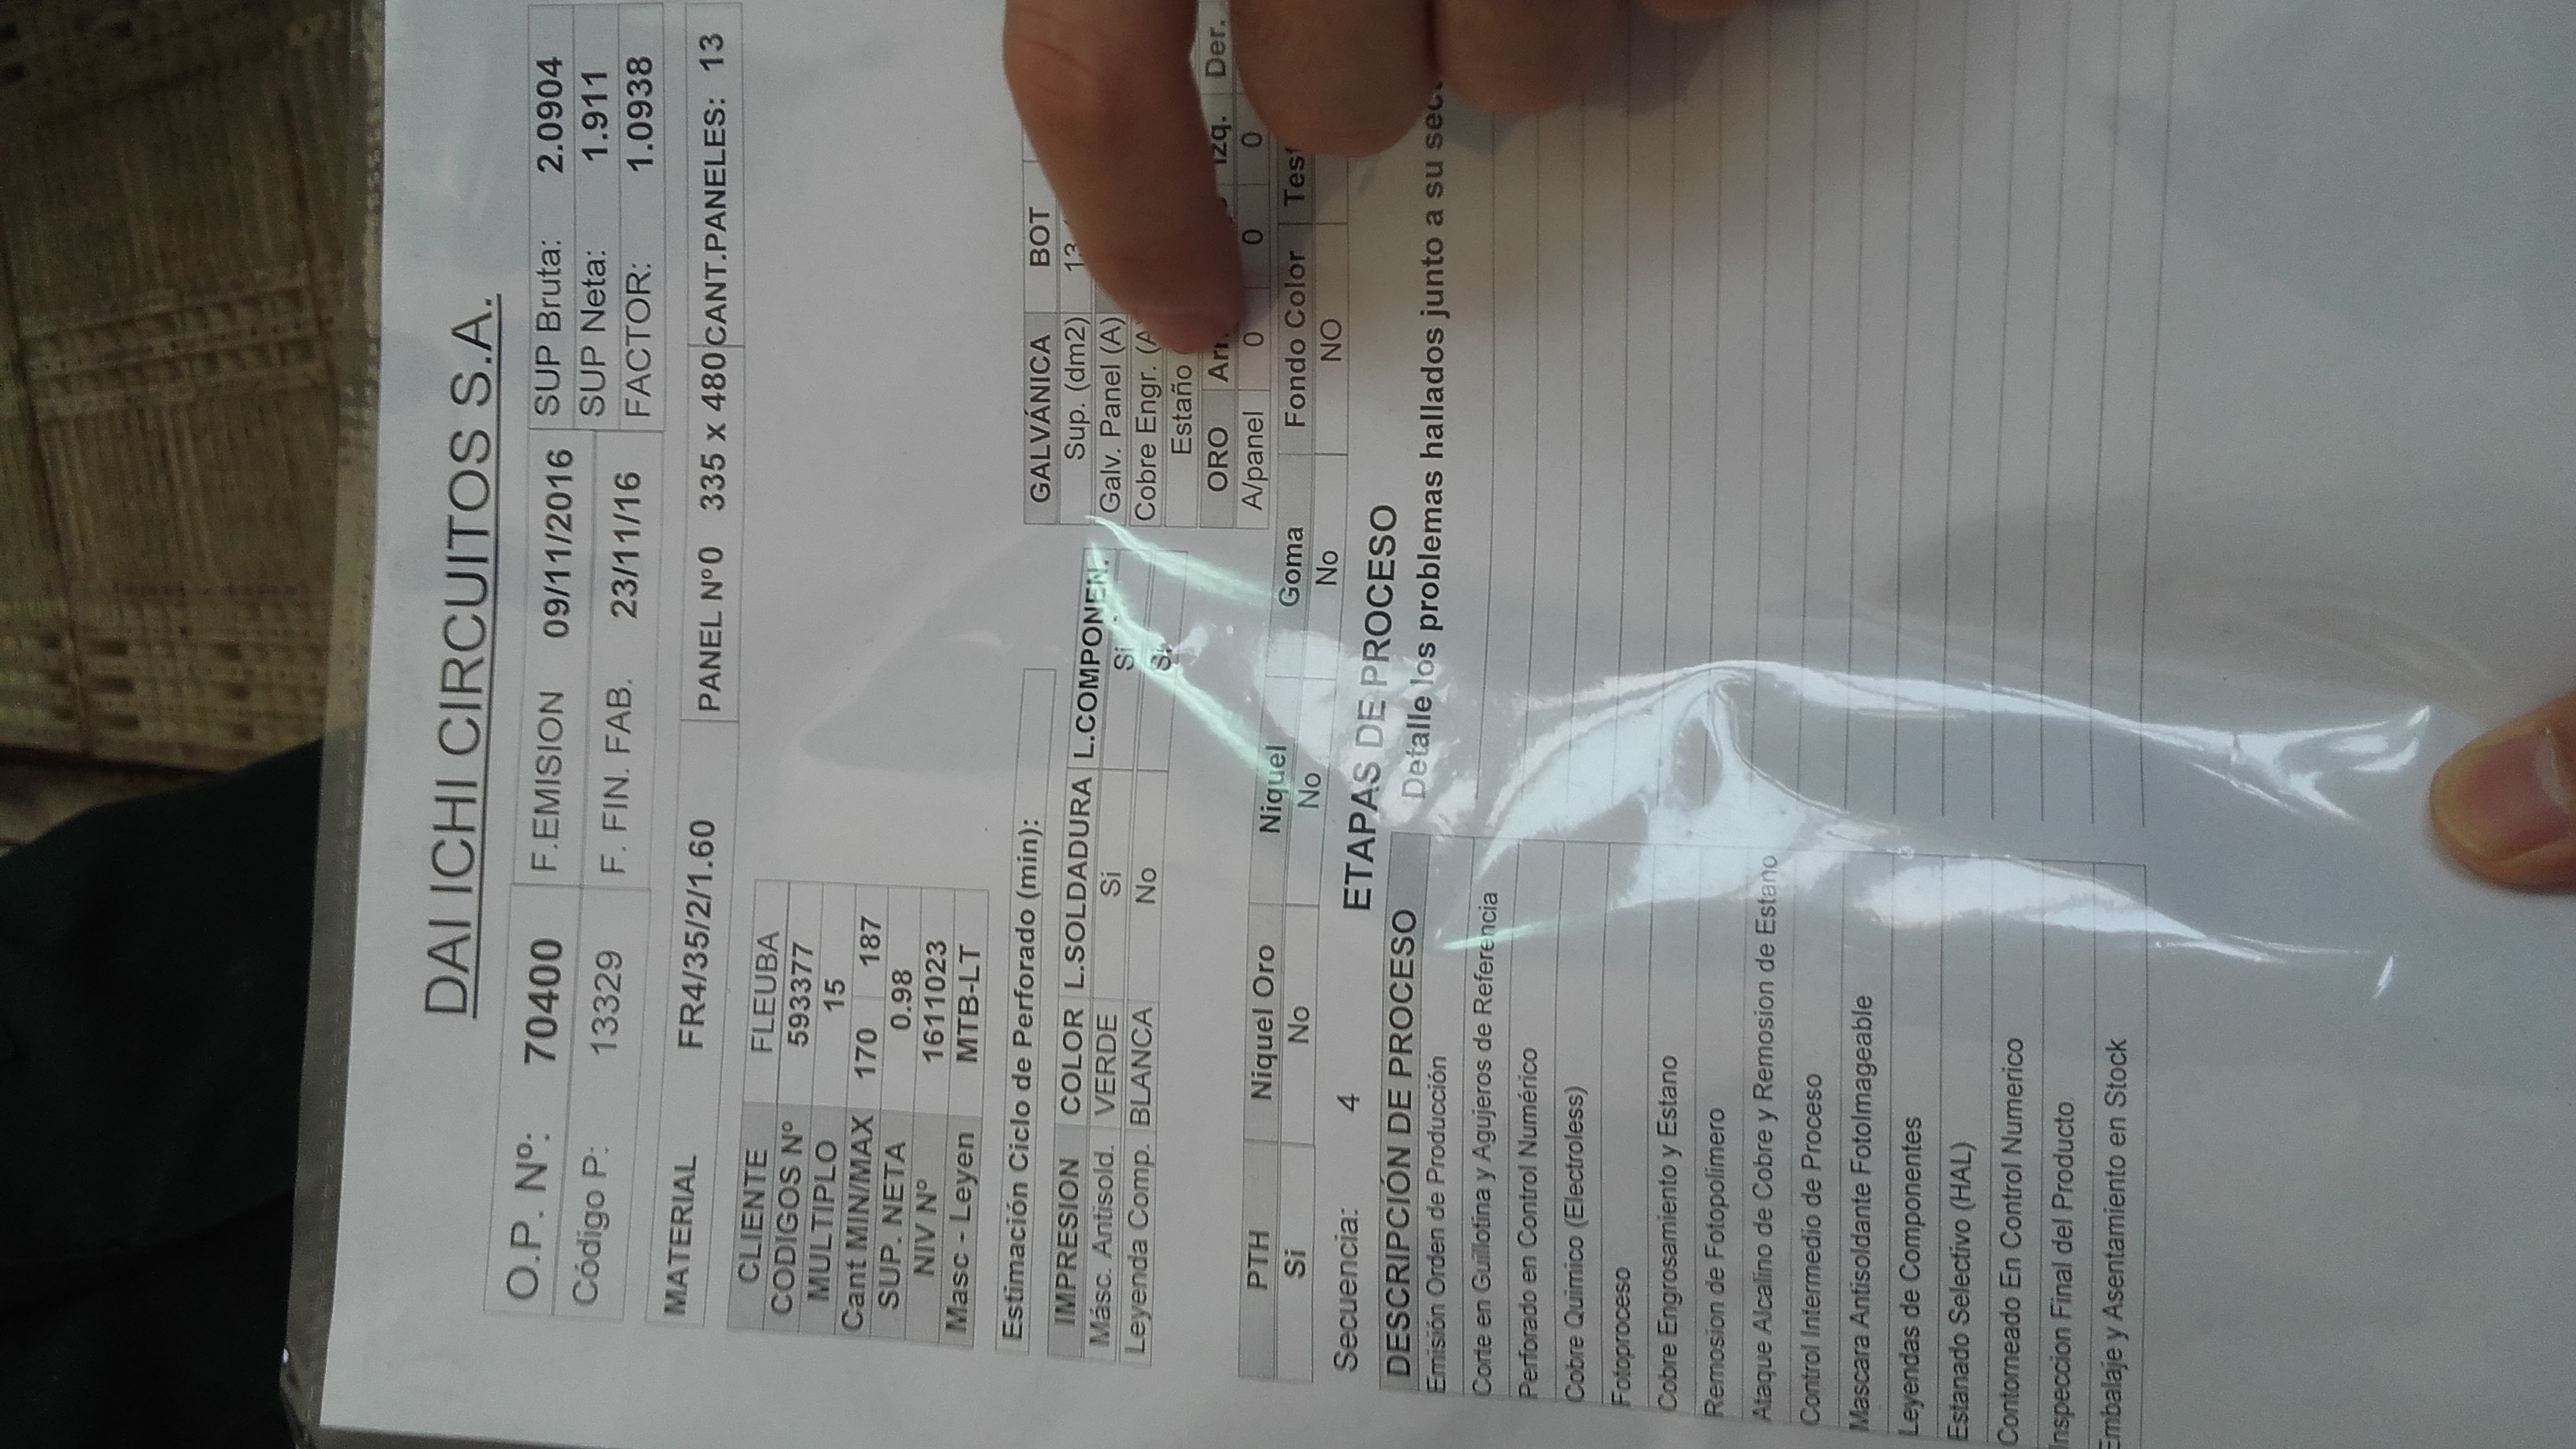 DAI ICHI CIRCUITOS S.A.
O.P. Nº: 70400 F.EMISION 09/11/2016 SUP Bruta: 2.0904
SUP Neta: 1.911
Código P: 13329 F. FIN. FAB. 23/11/16 FACTOR: 1.0938
MATERIAL FR4/35/2/1.60 PANEL Nº0 335 x 480 CANT.PANELES: 13
CLIENTE FLEUBA
CODIGOS Nº 593377
MULTIPLO 15
Cant MIN/MAX 170 187
SUP. NETA 0.98
NIV Nº 1611023
Masc - Leyen MTB-LT
Estimación Ciclo de Perforado (min):
IMPRESION COLOR L.SOLDADURA L.COMPONEN.
Másc. Antisold. VERDE Si Si
Leyenda Comp. BLANCA No Si
GALVÁNICA BOT
Sup. (dm2) 13
Galv. Panel (A)
Cobre Engr. (A
Estaño
ORO Izq. Der.
A/panel 0 0 0
PTH Niquel Oro Niquel Goma Fondo Color Test
Si No No No NO
Secuencia: 4
ETAPAS DE PROCESO
DESCRIPCIÓN DE PROCESO
Detalle los problemas hallados junto a su
Emisión Orden de Producción
Corte en Guillotina y Agujeros de Referencia
Perforado en Control Numérico
Cobre Quimico (Electroless)
Fotoproceso
Cobre Engrosamiento y Estano
Remosion de Fotopolimero
Ataque Alcalino de Cobre y Remosion de Estano
Control Intermedio de Proceso
Mascara Antisoldante FotoImageable
Leyendas de Componentes
Estanado Selectivo (HAL)
Contorneado En Control Numerico
Inspeccion Final del Producto
Embalaje y Asentamiento en Stock